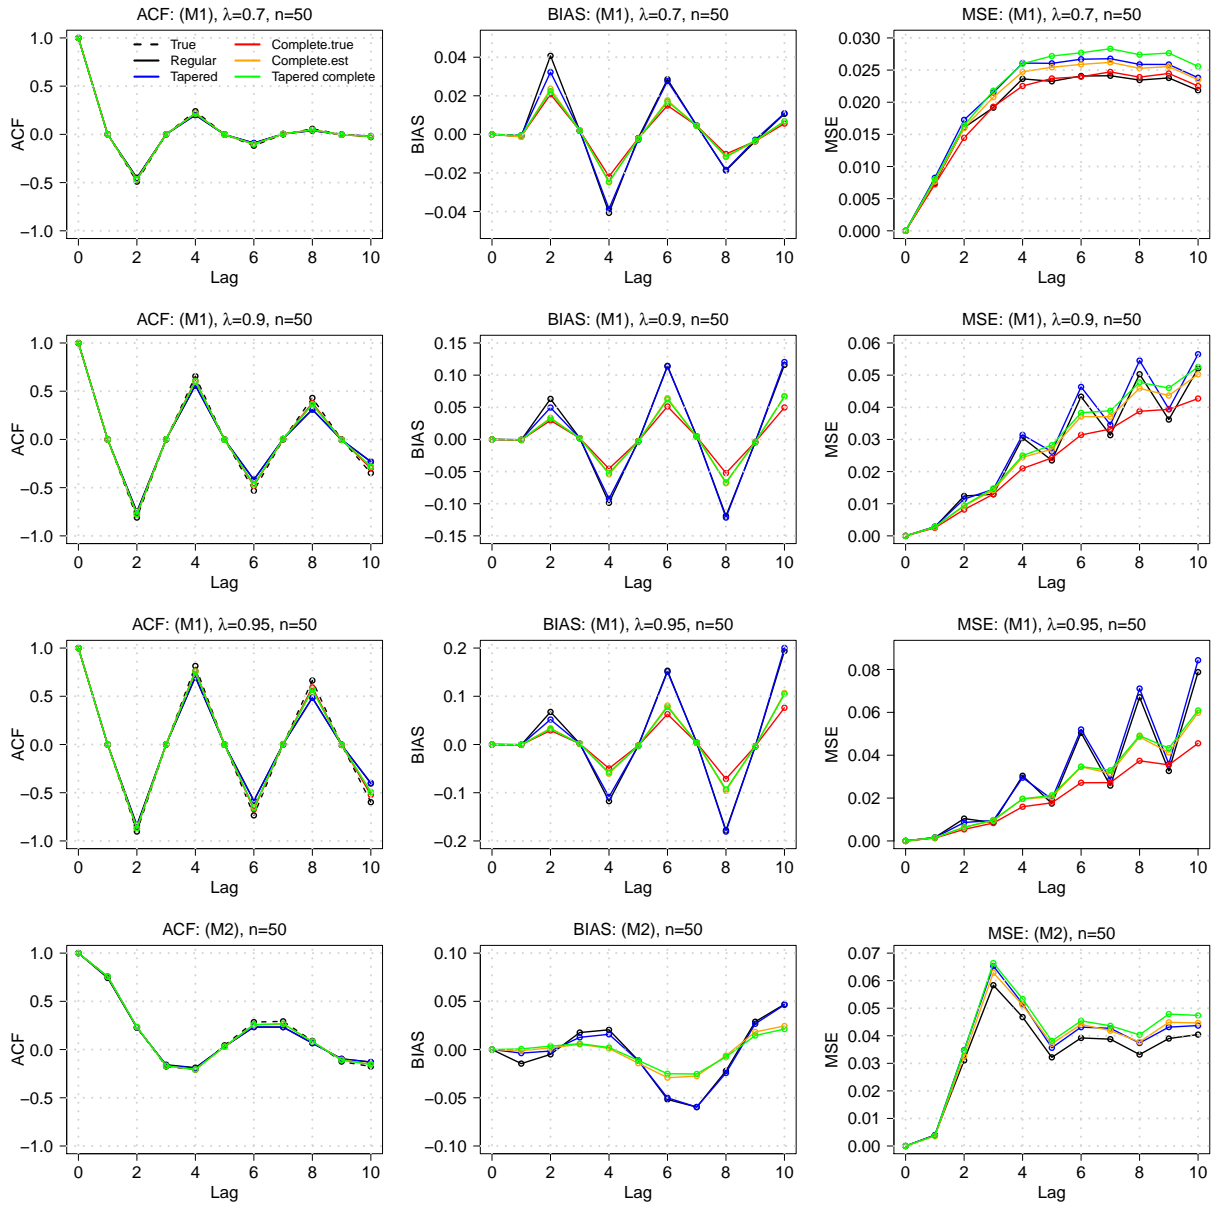 ACF: (M1), λ=0.7, n=50
BIAS: (M1), λ=0.7, n=50
MSE: (M1), λ=0.7, n=50
True
Regular
Tapered
Complete.true
Complete.est
Tapered complete
ACF
1.0
0.5
0.0
−0.5
−1.0
0 2 4 6 8 10
Lag
BIAS
0.04
0.02
0.00
−0.02
−0.04
0 2 4 6 8 10
Lag
MSE
0.030
0.025
0.020
0.015
0.010
0.005
0.000
0 2 4 6 8 10
Lag
ACF: (M1), λ=0.9, n=50
BIAS: (M1), λ=0.9, n=50
MSE: (M1), λ=0.9, n=50
ACF
1.0
0.5
0.0
−0.5
−1.0
0 2 4 6 8 10
Lag
BIAS
0.15
0.10
0.05
0.00
−0.05
−0.10
−0.15
0 2 4 6 8 10
Lag
MSE
0.06
0.05
0.04
0.03
0.02
0.01
0.00
0 2 4 6 8 10
Lag
ACF: (M1), λ=0.95, n=50
BIAS: (M1), λ=0.95, n=50
MSE: (M1), λ=0.95, n=50
ACF
1.0
0.5
0.0
−0.5
−1.0
0 2 4 6 8 10
Lag
BIAS
0.2
0.1
0.0
−0.1
−0.2
0 2 4 6 8 10
Lag
MSE
0.08
0.06
0.04
0.02
0.00
0 2 4 6 8 10
Lag
ACF: (M2), n=50
BIAS: (M2), n=50
MSE: (M2), n=50
ACF
1.0
0.5
0.0
−0.5
−1.0
0 2 4 6 8 10
Lag
BIAS
0.10
0.05
0.00
−0.05
−0.10
0 2 4 6 8 10
Lag
MSE
0.07
0.06
0.05
0.04
0.03
0.02
0.01
0.00
0 2 4 6 8 10
Lag